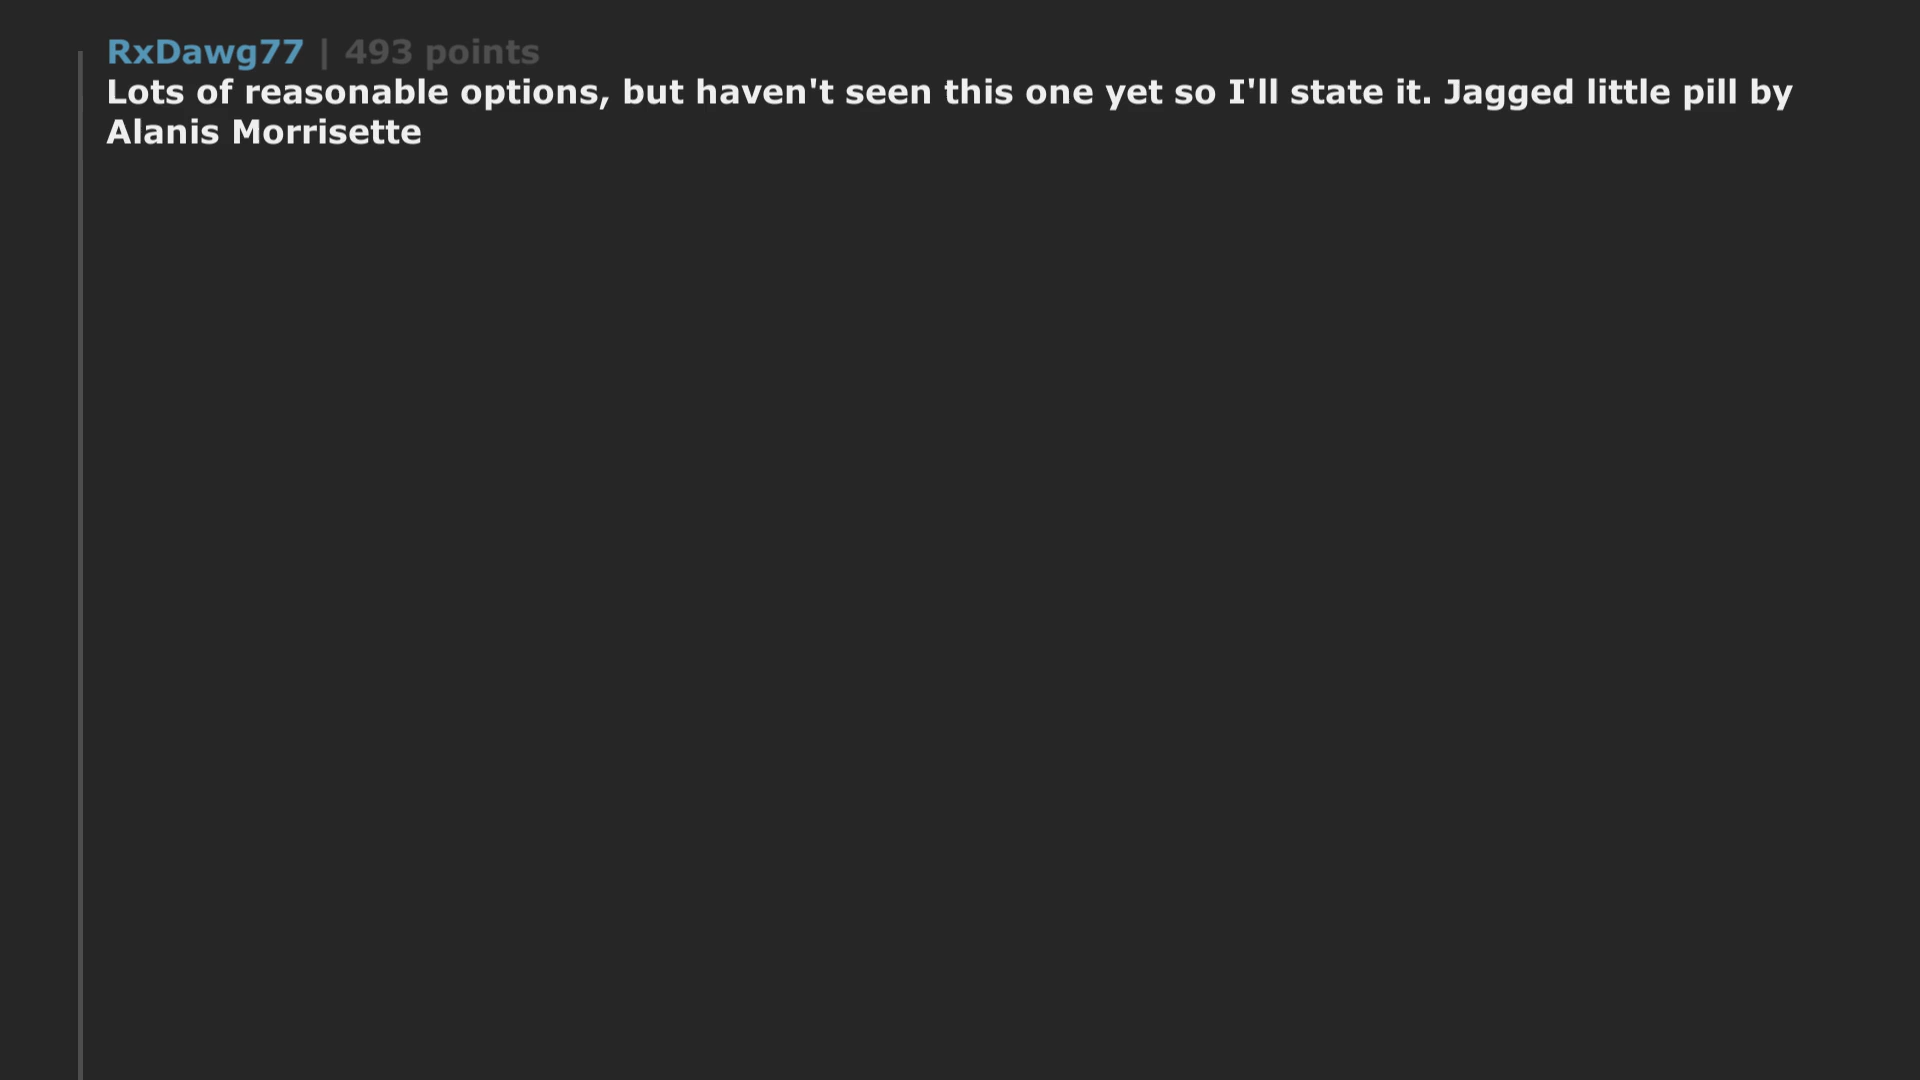 RxDawg77 | 493 points
Lots of reasonable options, but haven't seen this one yet so I'll state it. Jagged little pill by
Alanis Morrisette